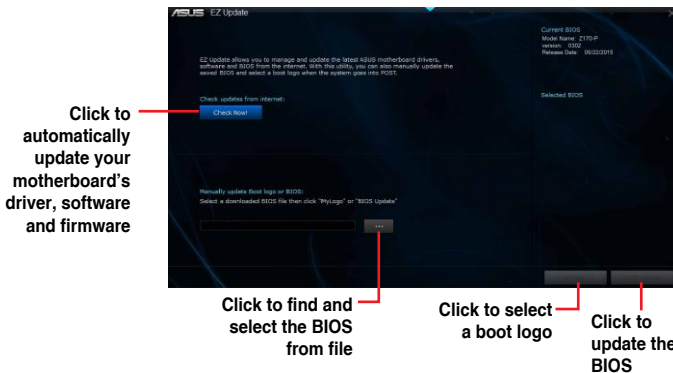 ASUS EZ Update
Current BIOS
Model Name: Z170-P
version: 0302
Release Date: 05/22/2015
EZ Update allows you to manage and update the latest ASUS motherboard drivers,
software and BIOS from the internet. With this utility, you can also manually update the
saved BIOS and select a boot logo when the system goes into POST.
Check updates from internet:
Selected BIOS
Check Now!
Click to
automatically
update your
motherboard's
driver, software
and firmware
Manually update Boot logo or BIOS:
Select a downloaded BIOS file then click "MyLogo" or "BIOS Update"
...
Click to find and
select the BIOS
from file
Click to select
a boot logo
Click to
update the
BIOS